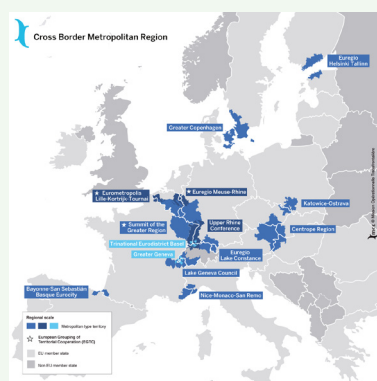 Cross Border Metropolitan Region
Euregio
Helsinki Tallinn
Greater Copenhagen
☆ Eurometropolis
Lille-Kortrijk-Tournai
☆ Euregio Meuse-Rhine
Katowice-Ostrava
☆ Summit of the
Greater Region
Upper Rhine
Conference
Centrope Region
Trinational Eurodistrict Basel
Greater Geneva
Euregio
Lake Constance
Lake Geneva Council
Bayonne-San Sebastián
Basque Eurocity
Nice-Monaco-San Remo
Regional scale
Metropolitan type territory
☆ European Grouping of
Territorial Cooperation (EGTC)
EU member state
Non-EU member state